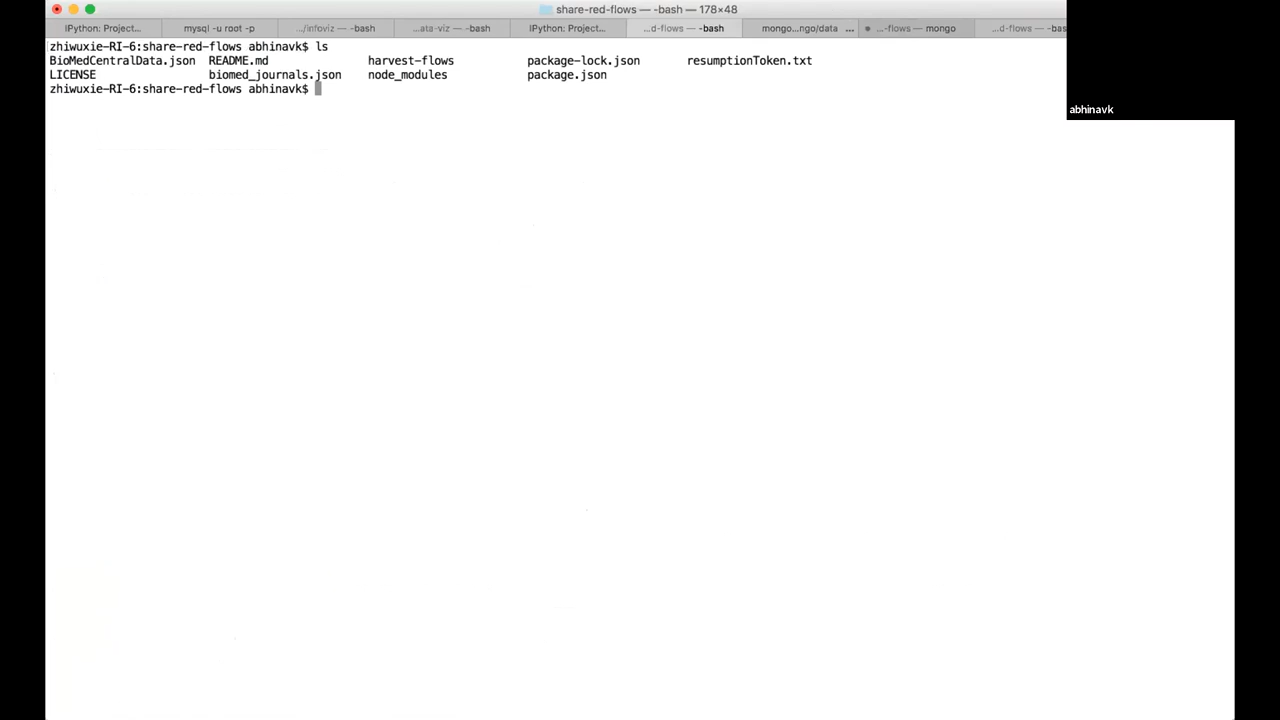 share-red-flows — -bash — 178×48
IPython: Project... mysql -u root -p .../infoviz — -bash ...ata-viz — -bash IPython: Project... ...d-flows — -bash mongo...ngo/data ... ...-flows — mongo ...d-flows — -bas
zhiwuxie-RI-6:share-red-flows abhinavk$ ls
BioMedCentralData.json README.md harvest-flows package-lock.json resumptionToken.txt
LICENSE biomed_journals.json node_modules package.json
zhiwuxie-RI-6:share-red-flows abhinavk$
abhinavk